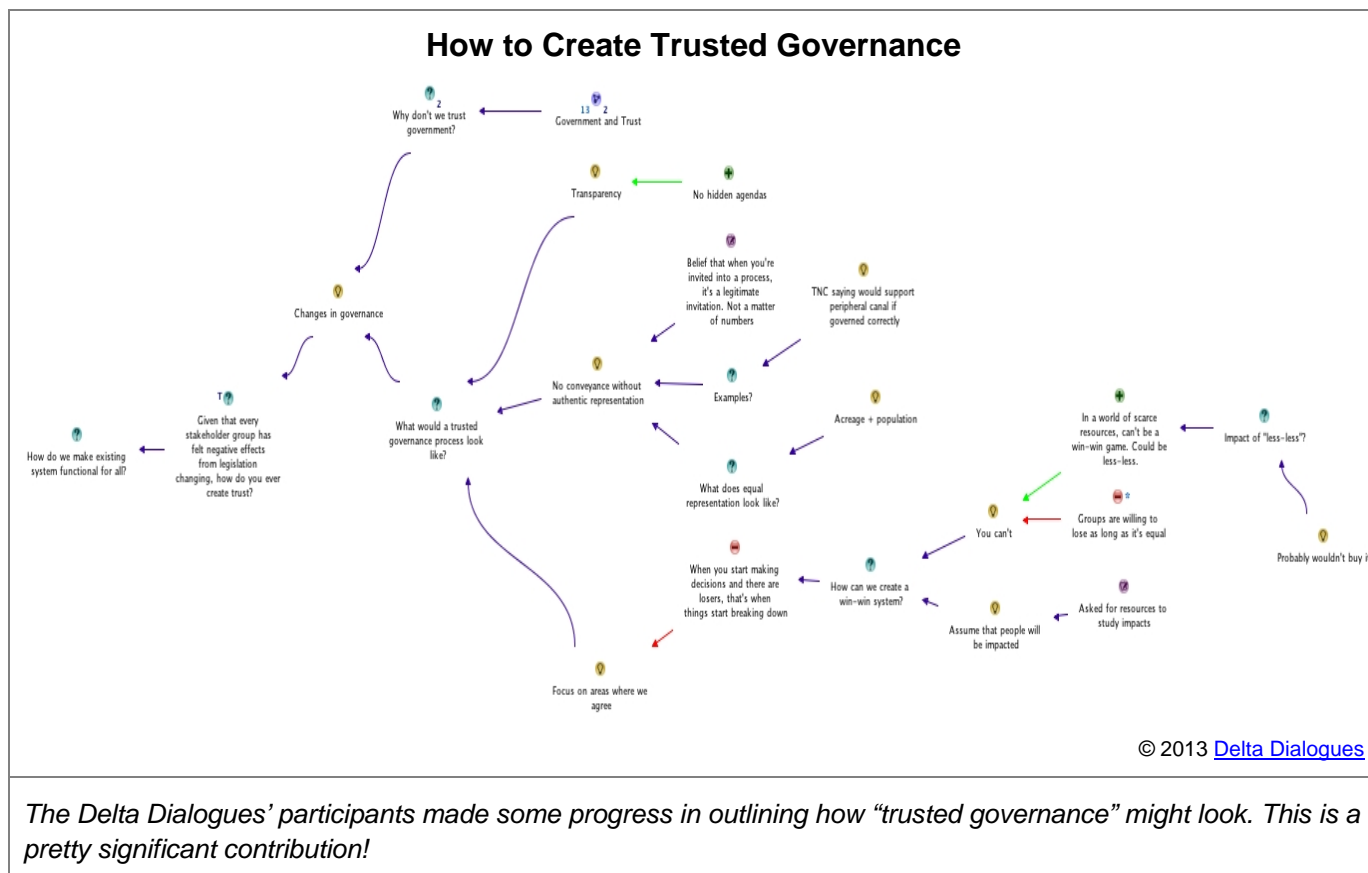 How to Create Trusted Governance
2
Why don't we trust
government?
13 2
Government and Trust
Transparency
No hidden agendas
Belief that when you're
invited into a process,
it's a legitimate
invitation. Not a matter
of numbers
TNC saying would support
peripheral canal if
governed correctly
Changes in governance
No conveyance without
authentic representation
Examples?
Acreage + population
T
Given that every
stakeholder group has
felt negative effects
from legislation
changing, how do you ever
create trust?
How do we make existing
system functional for all?
What would a trusted
governance process look
like?
What does equal
representation look like?
In a world of scarce
resources, can't be a
win-win game. Could be
less-less.
Impact of "less-less"?
You can't
*
Groups are willing to
lose as long as it's equal
Probably wouldn't buy it
When you start making
decisions and there are
losers, that's when
things start breaking down
How can we create a
win-win system?
Assume that people will
be impacted
Asked for resources to
study impacts
Focus on areas where we
agree
© 2013 Delta Dialogues
The Delta Dialogues’ participants made some progress in outlining how “trusted governance” might look. This is a
pretty significant contribution!